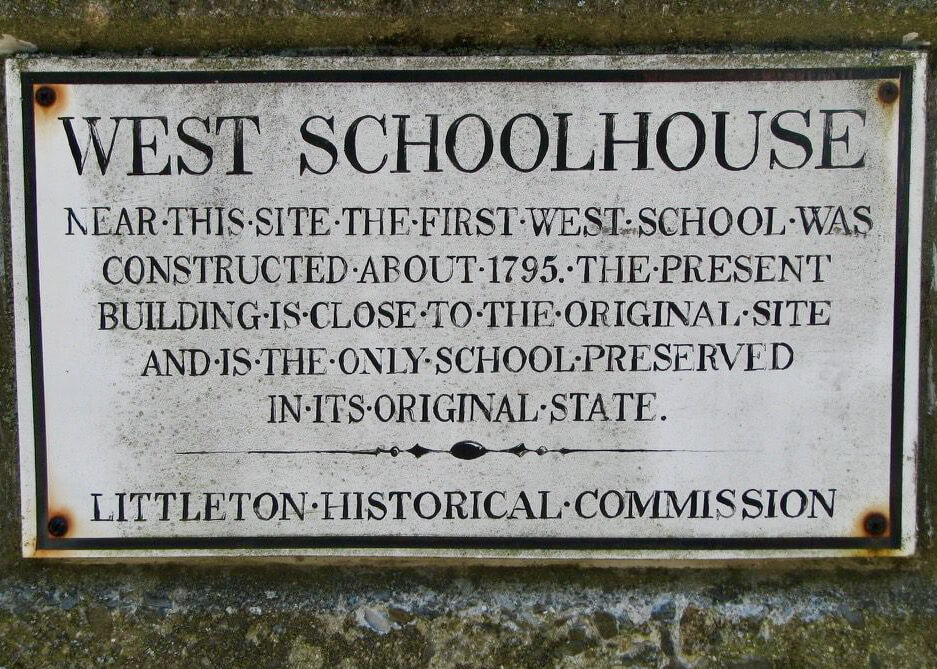 WEST SCHOOLHOUSE
NEAR·THIS·SITE·THE·FIRST·WEST·SCHOOL·WAS
CONSTRUCTED·ABOUT·1795.·THE·PRESENT
BUILDING·IS·CLOSE·TO·THE·ORIGINAL·SITE
AND·IS·THE·ONLY·SCHOOL·PRESERVED
IN·ITS·ORIGINAL·STATE.
LITTLETON·HISTORICAL·COMMISSION